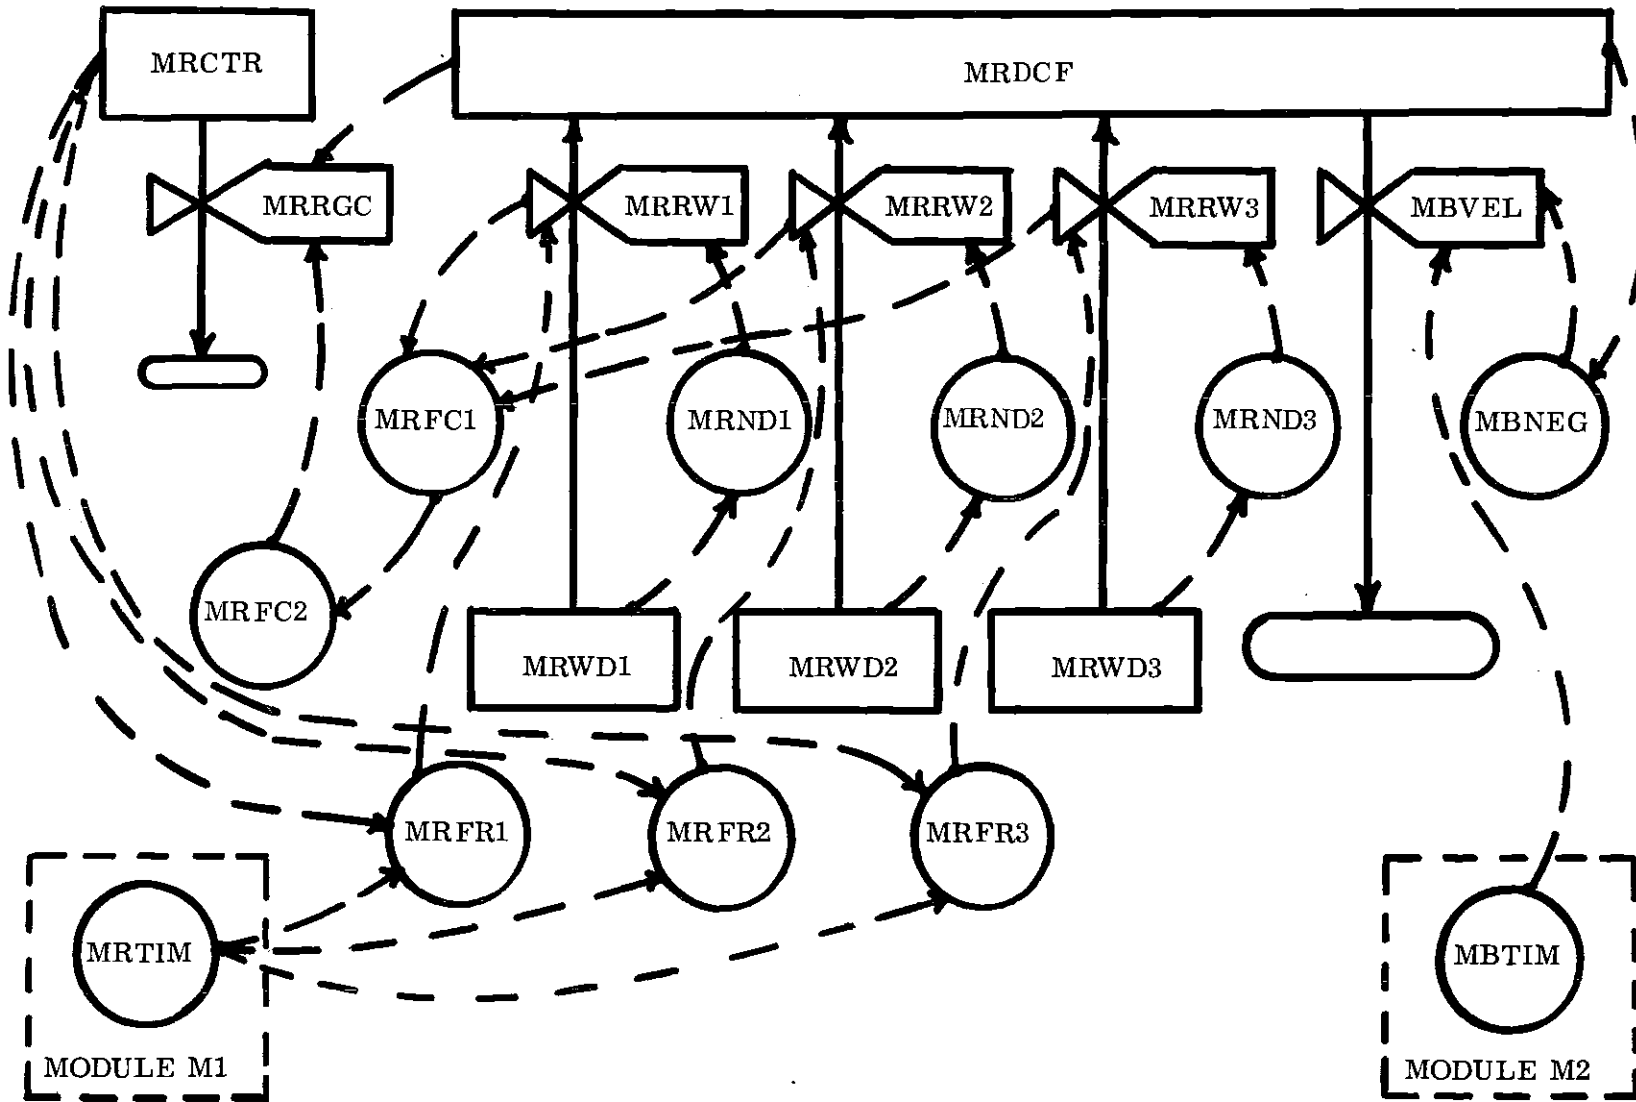 MRCTR
MRDCF
MRRGC
MRRW1
MRRW2
MRRW3
MBVEL
MRFC1
MRND1
MRND2
MRND3
MBNEG
MRFC2
MRWD1
MRWD2
MRWD3
MRFR1
MRFR2
MRFR3
MRTIM
MBTIM
MODULE M1
MODULE M2